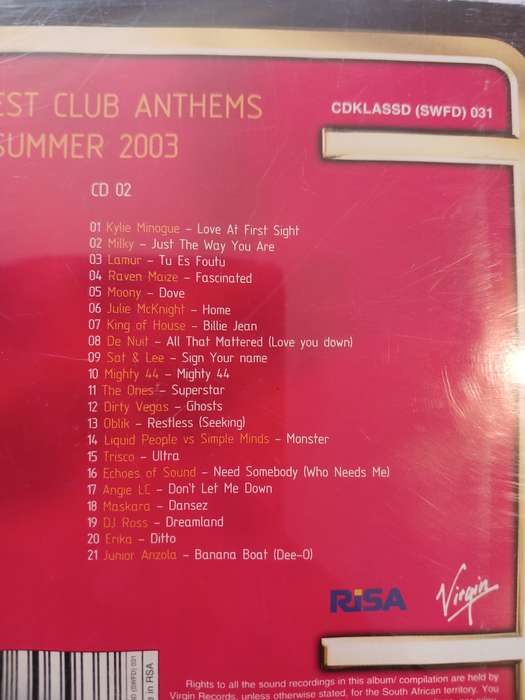 EST CLUB ANTHEMS
SUMMER 2003
CDKLASSD (SWFD) 031
CD 02
01 Kylie Minogue – Love At First Sight
02 Milky – Just The Way You Are
03 Lamur – Tu Es Foutu
04 Raven Maize – Fascinated
05 Moony – Dove
06 Julie McKnight – Home
07 King of House – Billie Jean
08 De Nuit – All That Mattered (Love you down)
09 Sat & Lee – Sign Your name
10 Mighty 44 – Mighty 44
11 The Ones – Superstar
12 Dirty Vegas – Ghosts
13 Oblik – Restless (Seeking)
14 Liquid People vs Simple Minds – Monster
15 Trisco – Ultra
16 Echoes of Sound – Need Somebody (Who Needs Me)
17 Angie LC – Don't Let Me Down
18 Maskara – Dansez
19 DJ Ross – Dreamland
20 Erika – Ditto
21 Junior Anzola – Banana Boat (Dee-O)
RiSA
Virgin
D (SWFD) 031
e in RSA
Rights to all the sound recordings in this album/ compilation are held by
Virgin Records, unless otherwise stated, for the South African territory. You